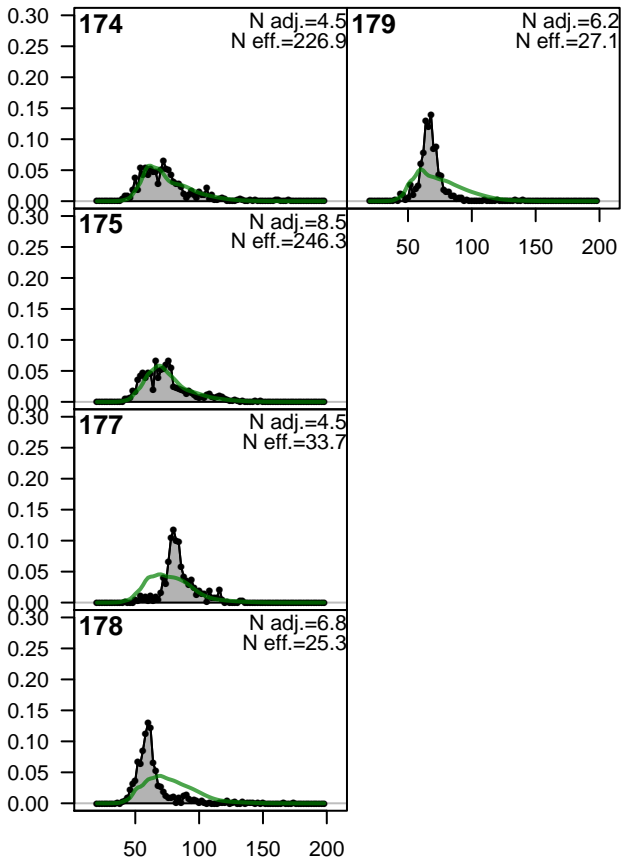 0.30
0.25
0.20
0.15
0.10
0.05
0.00
174
N adj.=4.5
N eff.=226.9
179
N adj.=6.2
N eff.=27.1
50 100 150 200
0.30
0.25
0.20
0.15
0.10
0.05
0.00
175
N adj.=8.5
N eff.=246.3
0.30
0.25
0.20
0.15
0.10
0.05
0.00
177
N adj.=4.5
N eff.=33.7
0.30
0.25
0.20
0.15
0.10
0.05
0.00
178
N adj.=6.8
N eff.=25.3
50 100 150 200